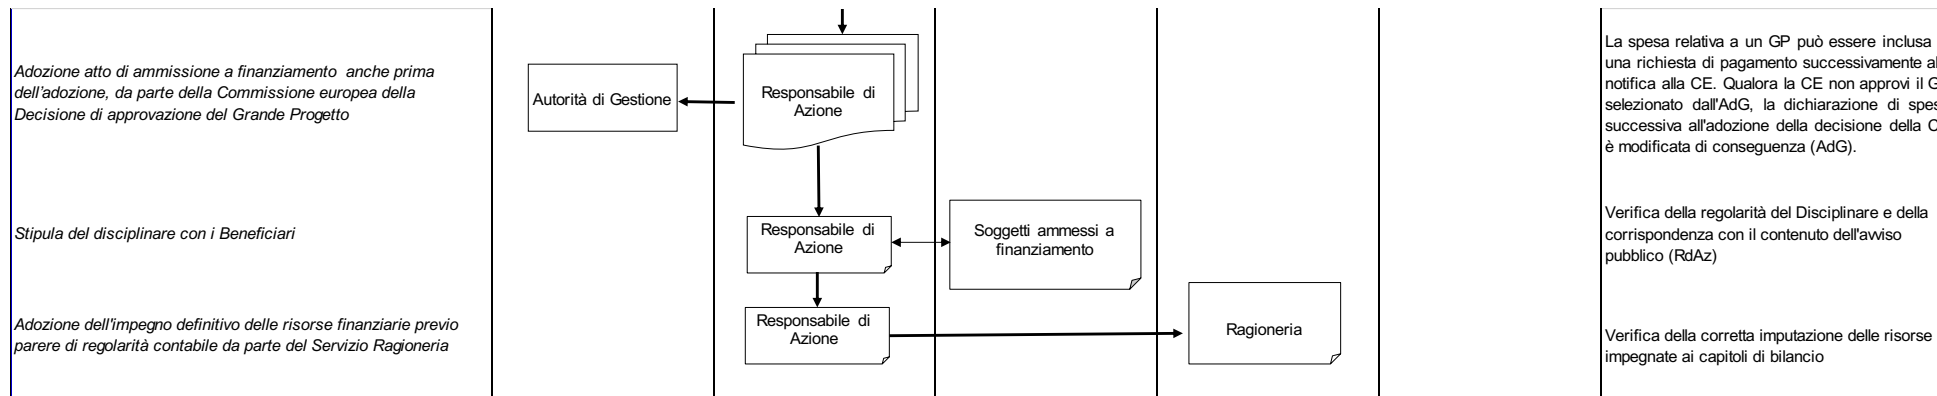 Adozione atto di ammissione a finanziamento anche prima
dell'adozione, da parte della Commissione europea della
Decisione di approvazione del Grande Progetto
Autorità di Gestione
Responsabile di
Azione
La spesa relativa a un GP può essere inclusa
una richiesta di pagamento successivamente al
notifica alla CE. Qualora la CE non approvi il G
selezionato dall'AdG, la dichiarazione di spes
successiva all'adozione della decisione della C
è modificata di conseguenza (AdG).
Stipula del disciplinare con i Beneficiari
Responsabile di
Azione
Soggetti ammessi a
finanziamento
Verifica della regolarità del Disciplinare e della
corrispondenza con il contenuto dell'avviso
pubblico (RdAz)
Adozione dell'impegno definitivo delle risorse finanziarie previo
parere di regolarità contabile da parte del Servizio Ragioneria
Responsabile di
Azione
Ragioneria
Verifica della corretta imputazione delle risorse
impegnate ai capitoli di bilancio